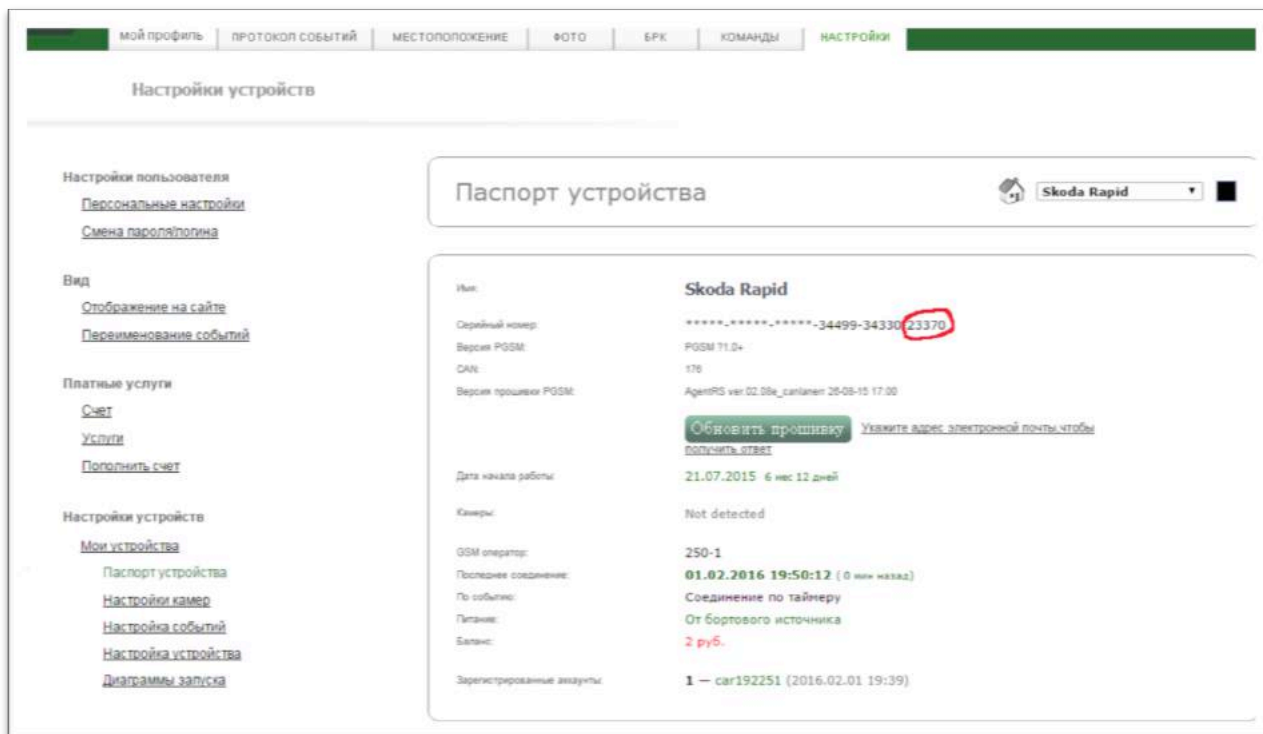 мой профиль ПРОТОКОЛ СОБЫТИЙ МЕСТОПОЛОЖЕНИЕ ФОТО БРК КОМАНДЫ НАСТРОЙКИ
Настройки устройств
Настройки пользователя
Персональные настройки
Смена пароля/логина
Вид
Отображение на сайте
Переименование событий
Платные услуги
Счет
Услуги
Пополнить счет
Настройки устройств
Мои устройства
Паспорт устройства
Настройки камер
Настройка событий
Настройка устройства
Диаграммы запуска
Паспорт устройства Skoda Rapid
Имя: Skoda Rapid
Серийный номер: *****-*****-*****-34499-34330-23370
Версия PGSM: PGSM ?1.0+
CAN: 176
Версия прошивки PGSM: AgentRS ver.02.08e_canlanerr 26-08-15 17:00
Обновить прошивку Укажите адрес электронной почты,чтобы
получить ответ
Дата начала работы: 21.07.2015 6 мес 12 дней
Камеры: Not detected
GSM оператор: 250-1
Последнее соединение: 01.02.2016 19:50:12 ( 0 мин назад)
По событию: Соединение по таймеру
Питание: От бортового источника
Баланс: 2 руб.
Зарегистрированные аккаунты: 1 — car192251 (2016.02.01 19:39)